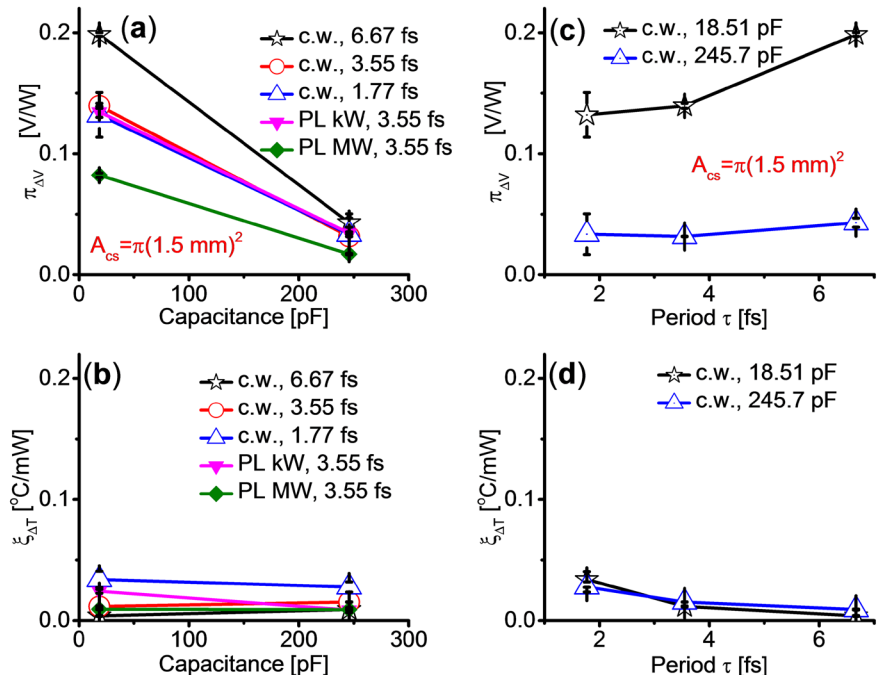 (a)
c.w., 6.67 fs
c.w., 3.55 fs
c.w., 1.77 fs
PL kW, 3.55 fs
PL MW, 3.55 fs
0.2
0.1
0.0
π_ΔV [V/W]
A_cs=π(1.5 mm)²
0 100 200 300
Capacitance [pF]
(c)
c.w., 18.51 pF
c.w., 245.7 pF
0.2
0.1
0.0
π_ΔV [V/W]
A_cs=π(1.5 mm)²
2 4 6
Period τ [fs]
(b)
c.w., 6.67 fs
c.w., 3.55 fs
c.w., 1.77 fs
PL kW, 3.55 fs
PL MW, 3.55 fs
0.2
0.1
0.0
ξ_ΔT [°C/mW]
0 100 200 300
Capacitance [pF]
(d)
c.w., 18.51 pF
c.w., 245.7 pF
0.2
0.1
0.0
ξ_ΔT [°C/mW]
2 4 6
Period τ [fs]